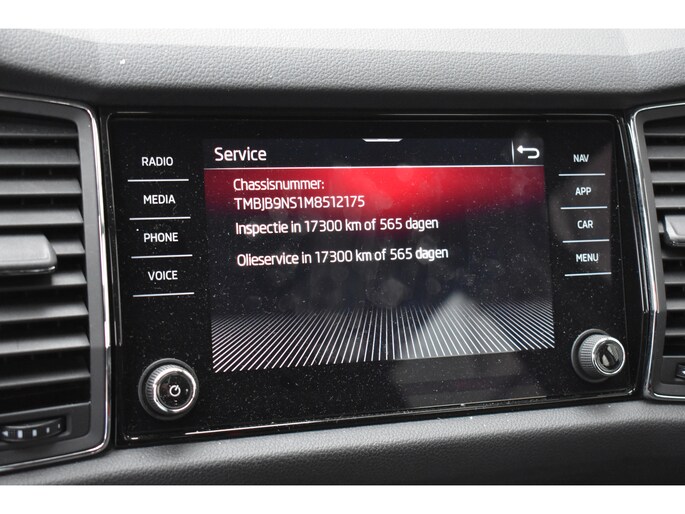 Service
RADIO
MEDIA
PHONE
VOICE
Chassisnummer:
TMBJB9NS1M8512175
Inspectie in 17300 km of 565 dagen
Olieservice in 17300 km of 565 dagen
NAV
APP
CAR
MENU